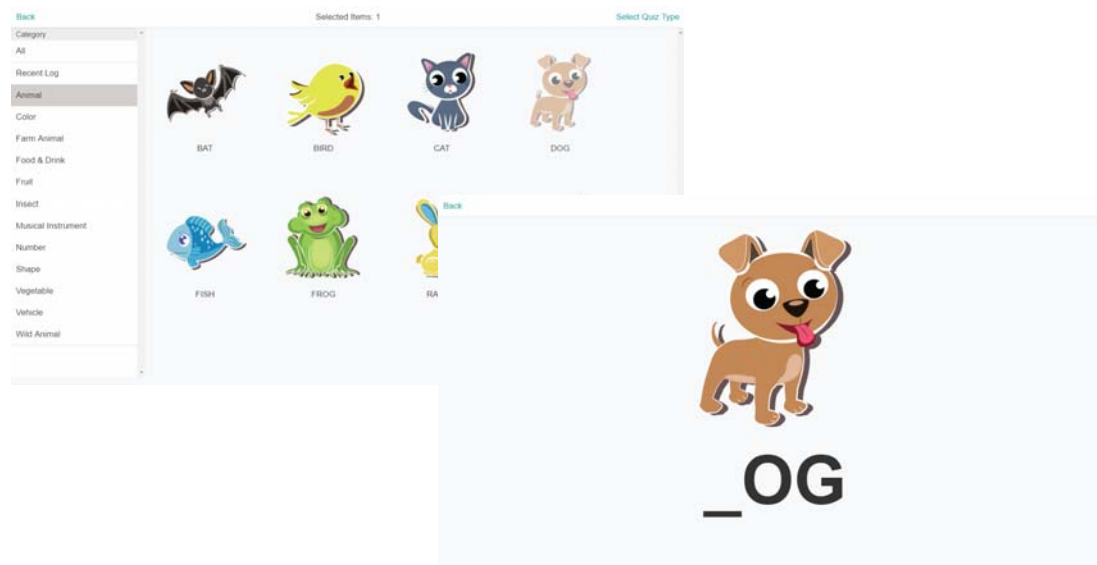 Back
Selected Items: 1
Select Quiz Type
Category
All
Recent Log
Animal
Color
Farm Animal
Food & Drink
Fruit
Insect
Musical Instrument
Number
Shape
Vegetable
Vehicle
Wild Animal
BAT
BIRD
CAT
DOG
FISH
FROG
RA
Back
_OG